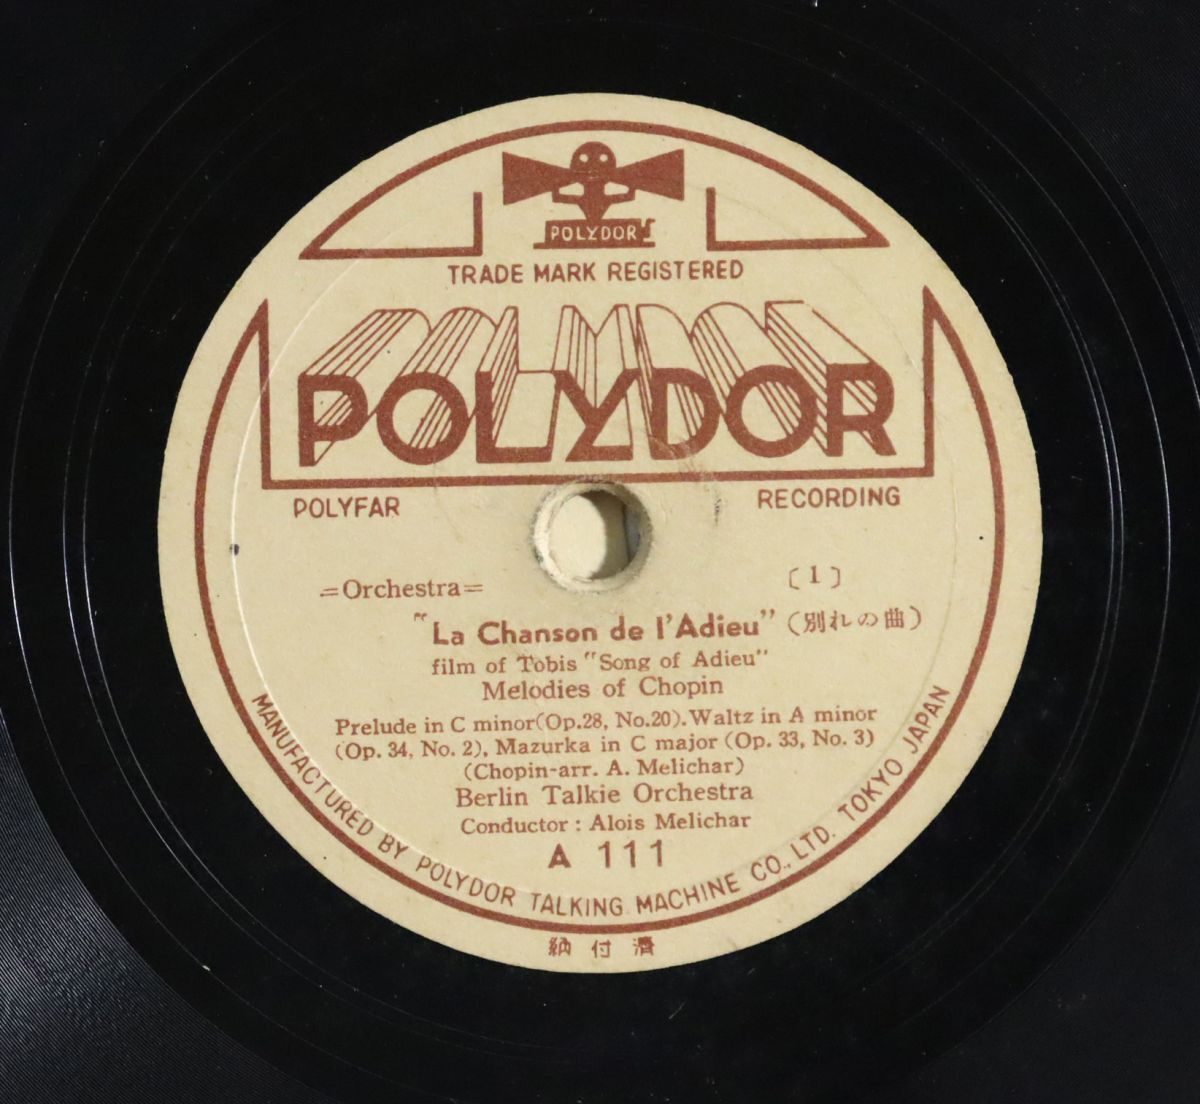 POLYDOR
TRADE MARK REGISTERED
POLYDOR
POLYFAR RECORDING
=Orchestra= 〔1〕
"La Chanson de l'Adieu" (別れの曲)
film of Tobis "Song of Adieu"
Melodies of Chopin
Prelude in C minor(Op.28, No.20). Waltz in A minor
(Op. 34, No. 2), Mazurka in C major (Op. 33, No. 3)
(Chopin-arr. A. Melichar)
Berlin Talkie Orchestra
Conductor : Alois Melichar
A 111
MANUFACTURED BY POLYDOR TALKING MACHINE CO., LTD. TOKYO JAPAN
納付濟